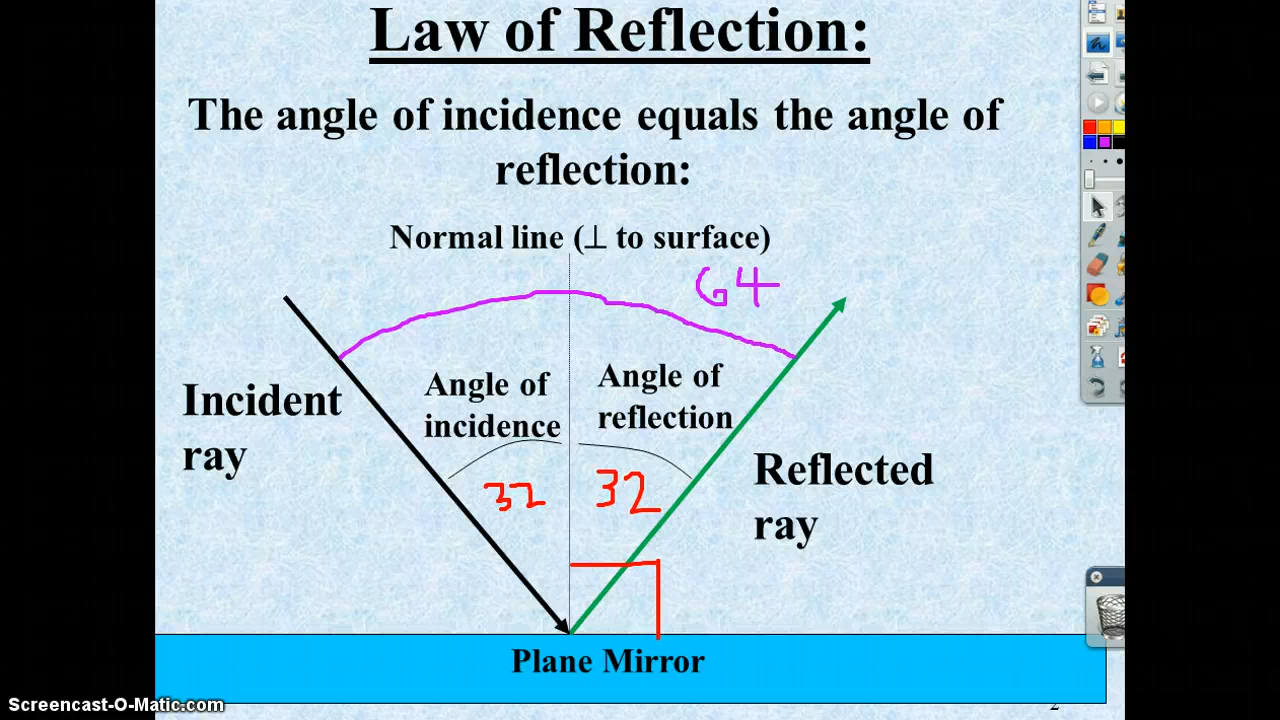 Law of Reflection:
The angle of incidence equals the angle of
reflection:
Normal line (⊥ to surface)
64
Angle of
incidence
Angle of
reflection
Incident
ray
32
32
Reflected
ray
Plane Mirror
Screencast-O-Matic.com
2